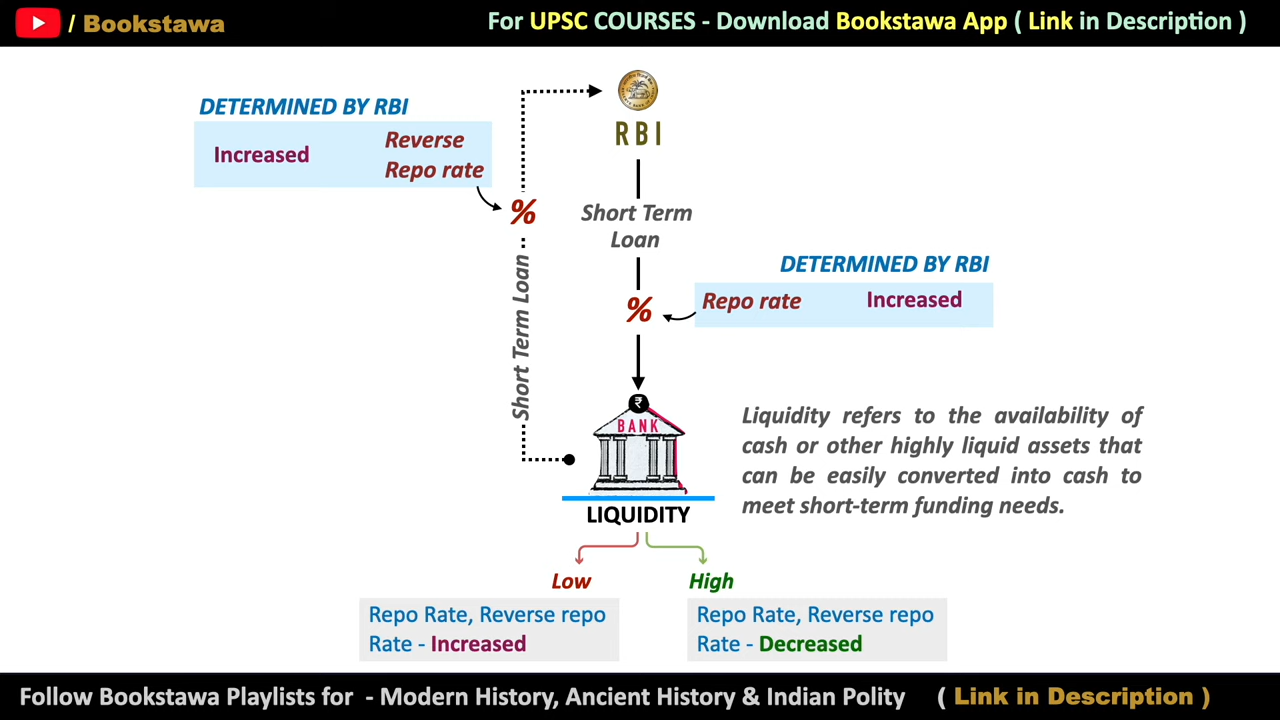 / Bookstawa
For UPSC COURSES - Download Bookstawa App ( Link in Description )
DETERMINED BY RBI
Increased
Reverse
Repo rate
%
RBI
Short Term
Loan
Short Term Loan
DETERMINED BY RBI
%
Repo rate
Increased
₹
BANK
LIQUIDITY
Liquidity refers to the availability of
cash or other highly liquid assets that
can be easily converted into cash to
meet short-term funding needs.
Low
High
Repo Rate, Reverse repo
Rate - Increased
Repo Rate, Reverse repo
Rate - Decreased
Follow Bookstawa Playlists for - Modern History, Ancient History & Indian Polity ( Link in Description )